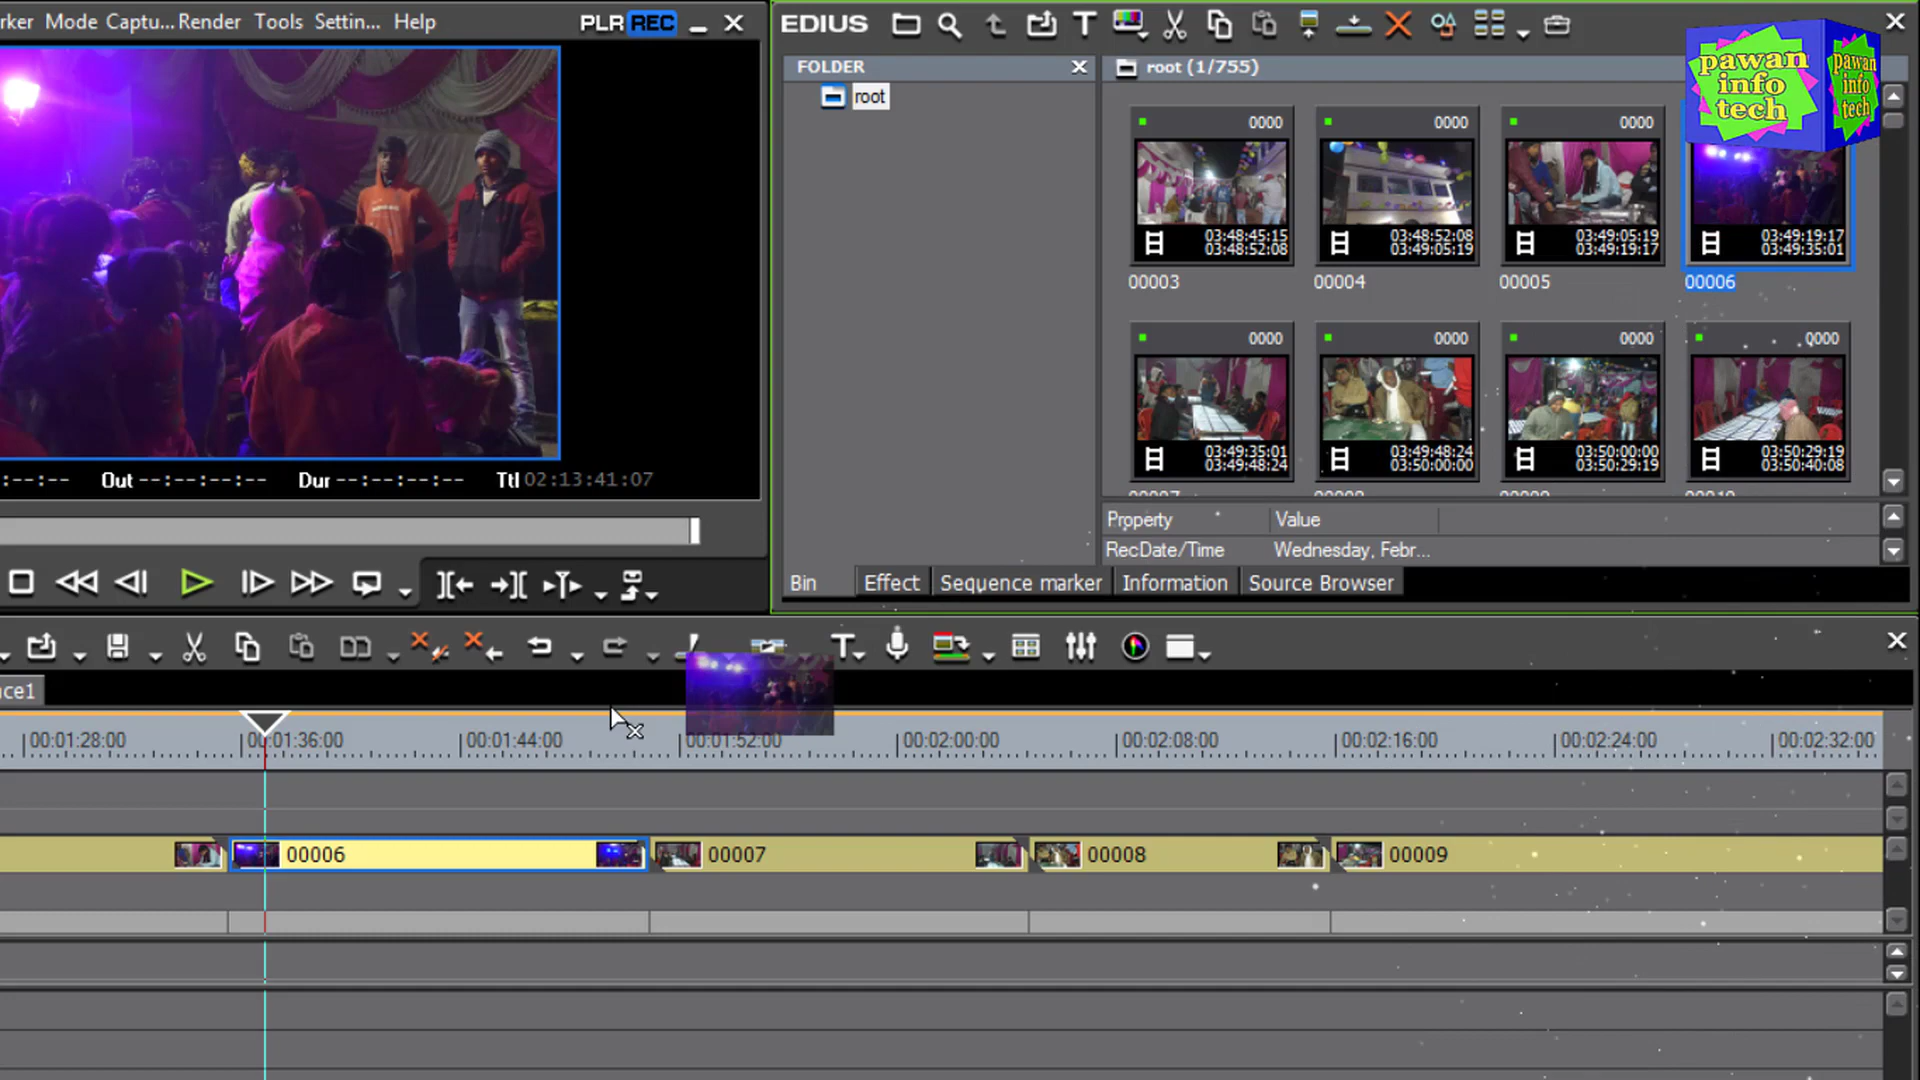 rker Mode Captu... Render Tools Settin... Help
PLR REC
EDIUS
pawan
info
tech
pawan
info
tech
FOLDER
root
root (1/755)
0000
03:48:45:15
03:48:52:08
00003
0000
03:48:52:08
03:49:05:19
00004
0000
03:49:05:19
03:49:19:17
00005
03:49:19:17
03:49:35:01
00006
0000
03:49:35:01
03:49:48:24
0000
03:49:48:24
03:50:00:00
0000
03:50:00:00
03:50:29:19
0000
03:50:29:19
03:50:40:08
:--:-- Out --:--:--:-- Dur --:--:--:-- Ttl 02:13:41:07
Property Value
RecDate/Time Wednesday, Febr...
Bin Effect Sequence marker Information Source Browser
nce1
00:01:28:00 00:01:36:00 00:01:44:00 00:01:52:00 00:02:00:00 00:02:08:00 00:02:16:00 00:02:24:00 00:02:32:00
00006 00007 00008 00009